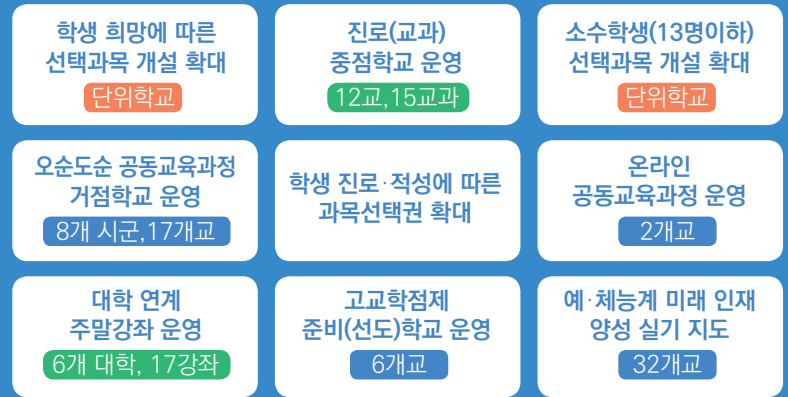 학생 희망에 따른
선택과목 개설 확대
단위학교
진로(교과)
중점학교 운영
12교,15교과
소수학생(13명이하)
선택과목 개설 확대
단위학교
오순도순 공동교육과정
거점학교 운영
8개 시군,17개교
학생 진로·적성에 따른
과목선택권 확대
온라인
공동교육과정 운영
2개교
대학 연계
주말강좌 운영
6개 대학, 17강좌
고교학점제
준비(선도)학교 운영
6개교
예·체능계 미래 인재
양성 실기 지도
32개교